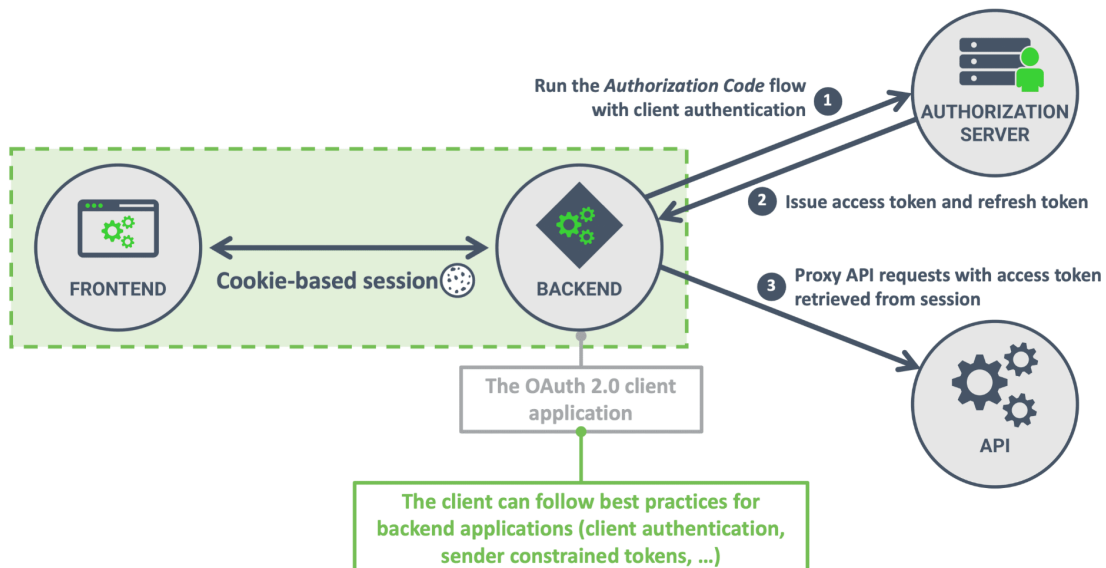 Run the Authorization Code flow
with client authentication
1
AUTHORIZATION
SERVER
2
Issue access token and refresh token
FRONTEND
Cookie-based session
BACKEND
3
Proxy API requests with access token
retrieved from session
The OAuth 2.0 client
application
API
The client can follow best practices for
backend applications (client authentication,
sender constrained tokens, ...)